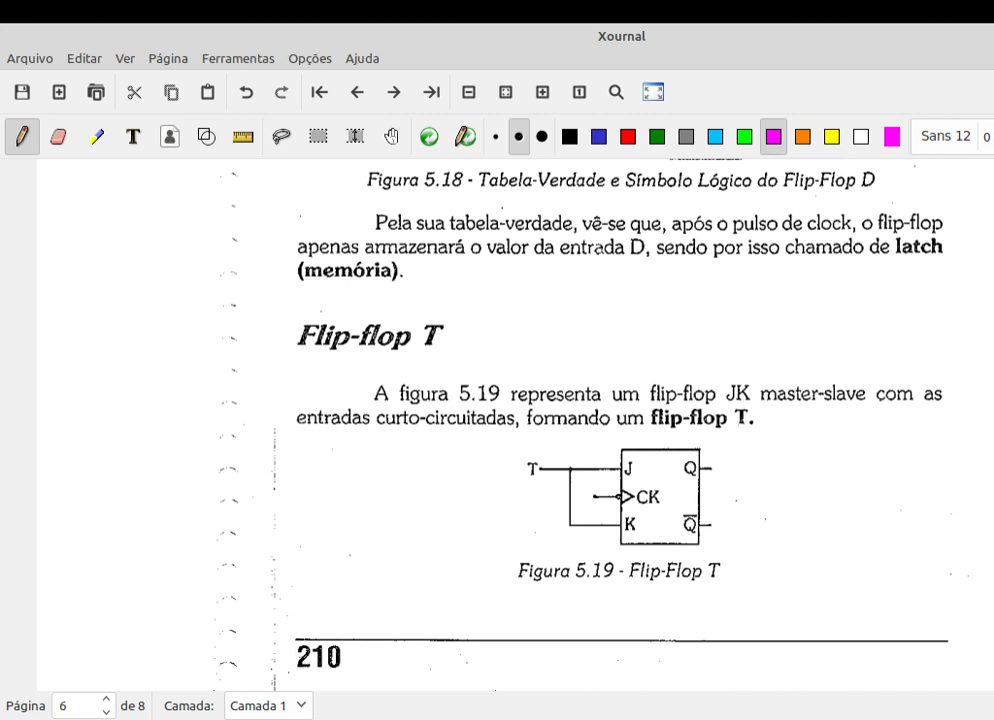 Xournal
Arquivo Editar Ver Página Ferramentas Opções Ajuda
T Sans 12 0
Figura 5.18 - Tabela-Verdade e Símbolo Lógico do Flip-Flop D
Pela sua tabela-verdade, vê-se que, após o pulso de clock, o flip-flop
apenas armazenará o valor da entrada D, sendo por isso chamado de latch
(memória).
Flip-flop T
A figura 5.19 representa um flip-flop JK master-slave com as
entradas curto-circuitadas, formando um flip-flop T.
T J Q
CK
K Q̅
Figura 5.19 - Flip-Flop T
210
Página 6 de 8 Camada: Camada 1